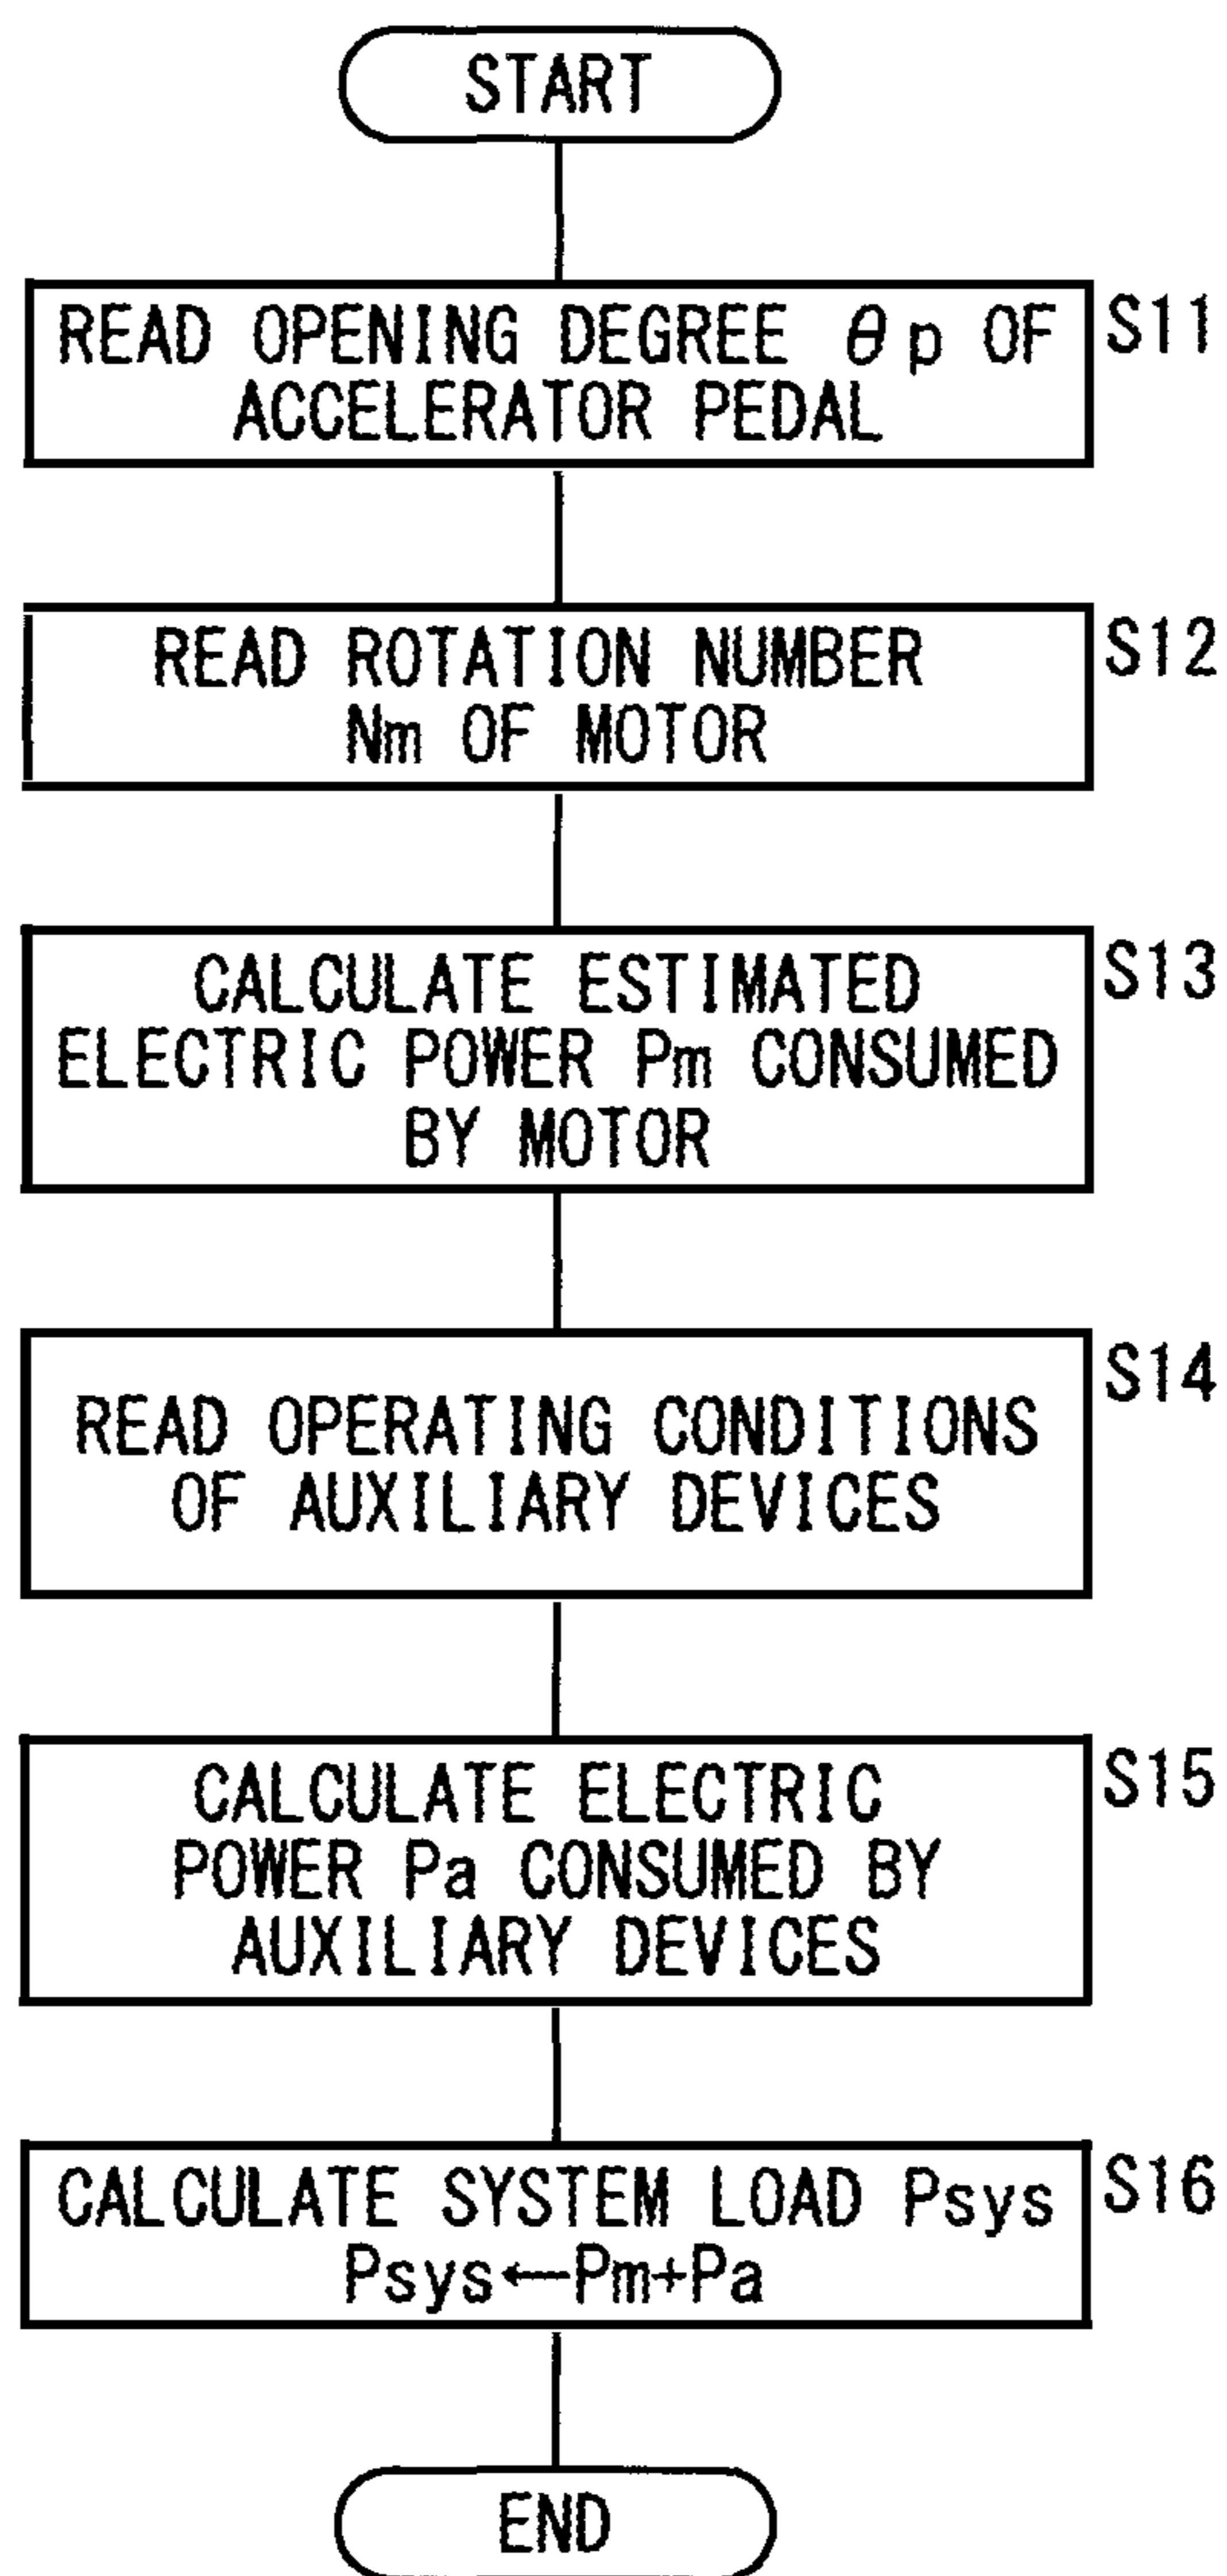 START
READ OPENING DEGREE θp OF
ACCELERATOR PEDAL
S11
READ ROTATION NUMBER
Nm OF MOTOR
S12
CALCULATE ESTIMATED
ELECTRIC POWER Pm CONSUMED
BY MOTOR
S13
READ OPERATING CONDITIONS
OF AUXILIARY DEVICES
S14
CALCULATE ELECTRIC
POWER Pa CONSUMED BY
AUXILIARY DEVICES
S15
CALCULATE SYSTEM LOAD Psys
Psys←Pm+Pa
S16
END